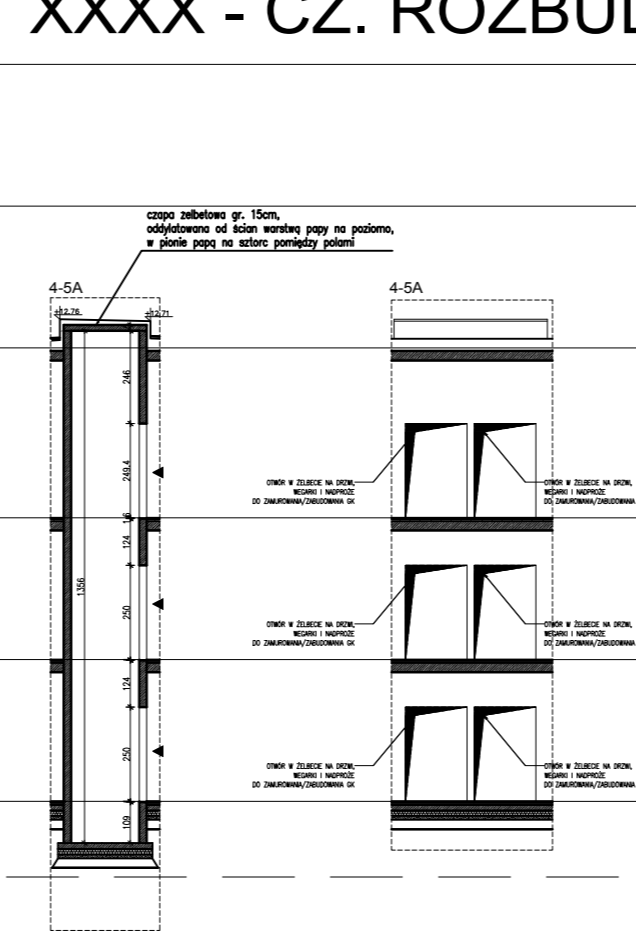 XXXX - CZ. ROZBUD
czapa żelbetowa gr. 15cm,
oddylatowana od ścian warstwą papy na poziomo,
w pionie papą na sztorc pomiędzy polami
4-5A
4-5A
+12.76
+12.71
246
249.4
OTWÓR W ŻELBECIE NA DRZWI,
WĘGARKI I NADPROŻE
DO ZAMUROWANIA/ZABUDOWANIA GK
OTWÓR W ŻELBECIE NA DRZWI,
WĘGARKI I NADPROŻE
DO ZAMUROWANIA/ZABUDOWANIA
124
1356
250
OTWÓR W ŻELBECIE NA DRZWI,
WĘGARKI I NADPROŻE
DO ZAMUROWANIA/ZABUDOWANIA GK
OTWÓR W ŻELBECIE NA DRZWI,
WĘGARKI I NADPROŻE
DO ZAMUROWANIA/ZABUDOWANIA
124
250
OTWÓR W ŻELBECIE NA DRZWI,
WĘGARKI I NADPROŻE
DO ZAMUROWANIA/ZABUDOWANIA GK
OTWÓR W ŻELBECIE NA DRZWI,
WĘGARKI I NADPROŻE
DO ZAMUROWANIA/ZABUDOWANIA
109